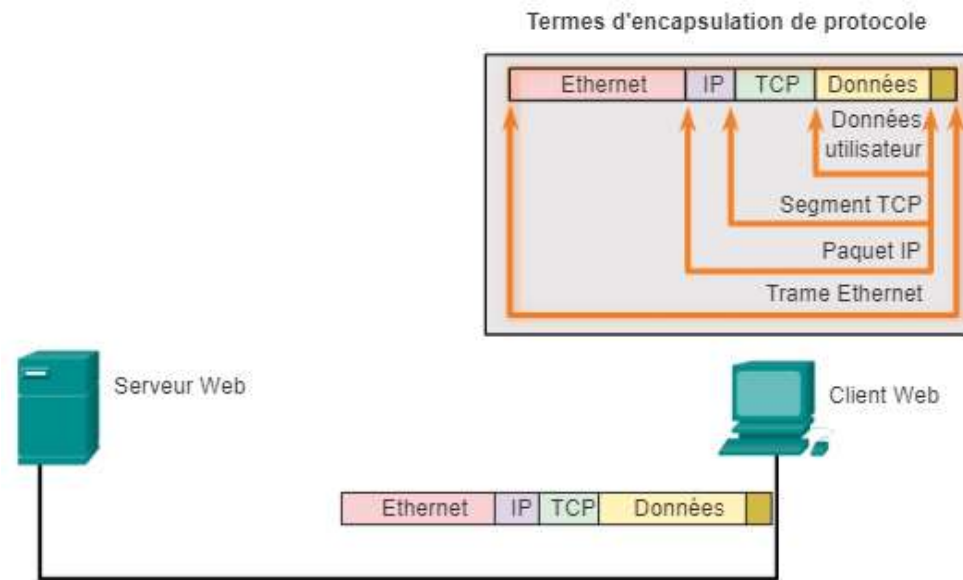 Termes d'encapsulation de protocole
Ethernet IP TCP Données
Données
utilisateur
Segment TCP
Paquet IP
Trame Ethernet
Serveur Web
Client Web
Ethernet IP TCP Données